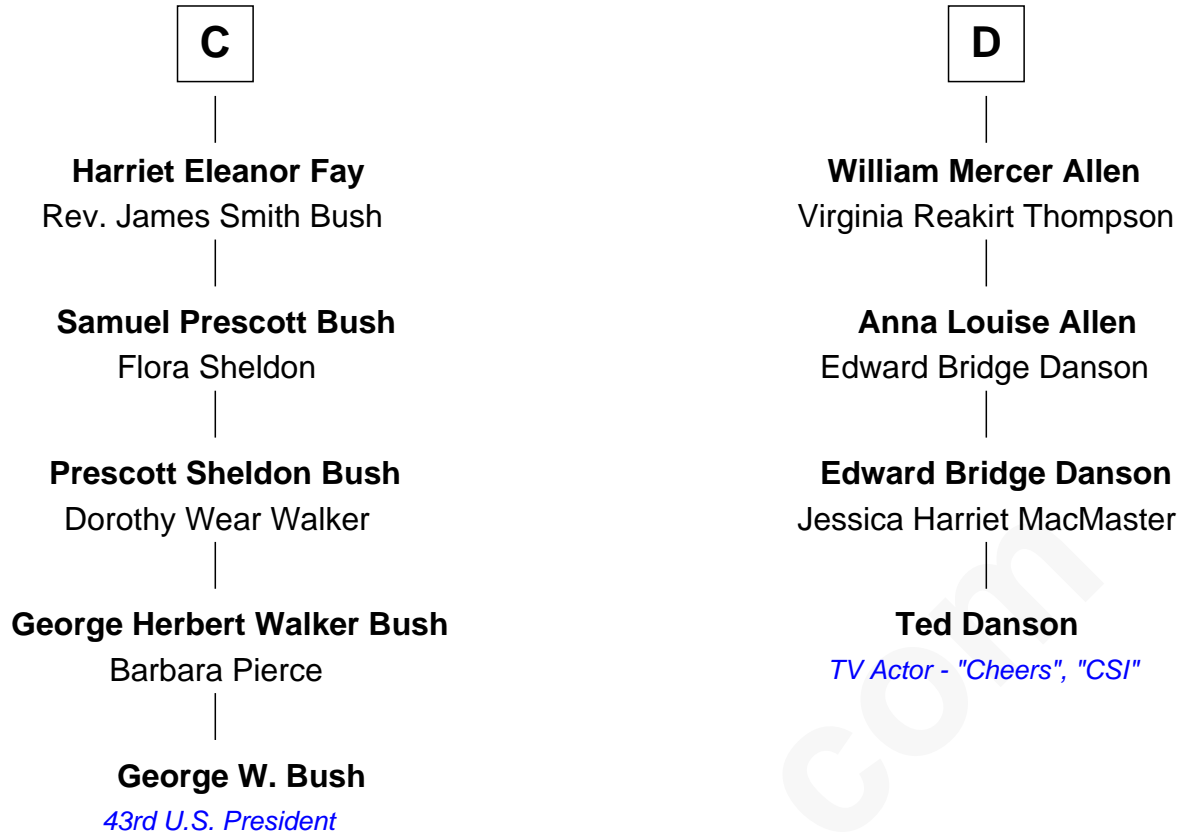 C
Harriet Eleanor Fay
Rev. James Smith Bush
Samuel Prescott Bush
Flora Sheldon
Prescott Sheldon Bush
Dorothy Wear Walker
George Herbert Walker Bush
Barbara Pierce
George W. Bush
43rd U.S. President
D
William Mercer Allen
Virginia Reakirt Thompson
Anna Louise Allen
Edward Bridge Danson
Edward Bridge Danson
Jessica Harriet MacMaster
Ted Danson
TV Actor - "Cheers", "CSI"
com